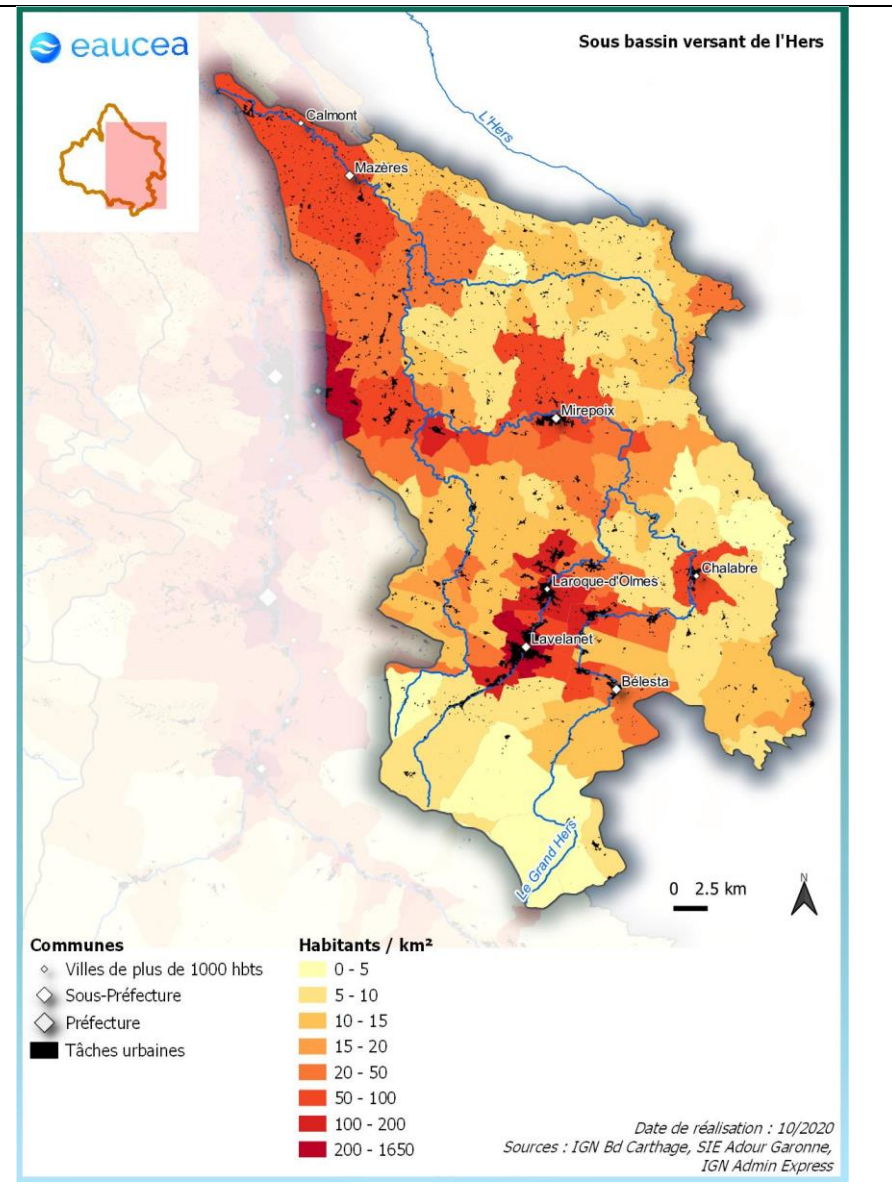 eaucea
Sous bassin versant de l'Hers
L'Hers
Calmont
Mazères
Mirepoix
Chalabre
Laroque-d'Olmes
Lavelanet
Bélesta
Le Grand Hers
0 2.5 km
N
Communes
Villes de plus de 1000 hbts
Sous-Préfecture
Préfecture
Tâches urbaines
Habitants / km²
0 - 5
5 - 10
10 - 15
15 - 20
20 - 50
50 - 100
100 - 200
200 - 1650
Date de réalisation : 10/2020
Sources : IGN Bd Carthage, SIE Adour Garonne,
IGN Admin Express